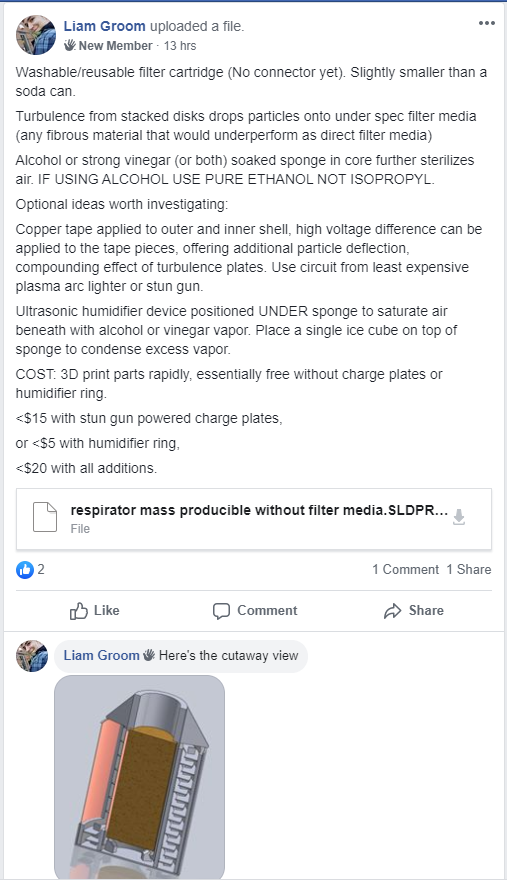 Liam Groom uploaded a file.
New Member · 13 hrs
Washable/reusable filter cartridge (No connector yet). Slightly smaller than a
soda can.
Turbulence from stacked disks drops particles onto under spec filter media
(any fibrous material that would underperform as direct filter media)
Alcohol or strong vinegar (or both) soaked sponge in core further sterilizes
air. IF USING ALCOHOL USE PURE ETHANOL NOT ISOPROPYL.
Optional ideas worth investigating:
Copper tape applied to outer and inner shell, high voltage difference can be
applied to the tape pieces, offering additional particle deflection,
compounding effect of turbulence plates. Use circuit from least expensive
plasma arc lighter or stun gun.
Ultrasonic humidifier device positioned UNDER sponge to saturate air
beneath with alcohol or vinegar vapor. Place a single ice cube on top of
sponge to condense excess vapor.
COST: 3D print parts rapidly, essentially free without charge plates or
humidifier ring.
<$15 with stun gun powered charge plates,
or <$5 with humidifier ring,
<$20 with all additions.
respirator mass producible without filter media.SLDPR...
File
2
1 Comment 1 Share
Like Comment Share
Liam Groom Here's the cutaway view